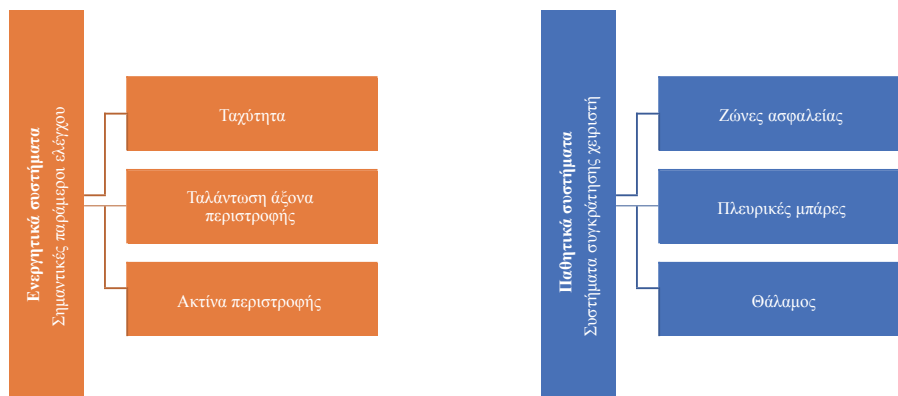 Ενεργητικά συστήματα
Σημαντικές παράμεροι ελέγχου
Ταχύτητα
Ταλάντωση άξονα
περιστροφής
Ακτίνα περιστροφής
Παθητικά συστήματα
Συστήματα συγκράτησης χειριστή
Ζώνες ασφαλείας
Πλευρικές μπάρες
Θάλαμος